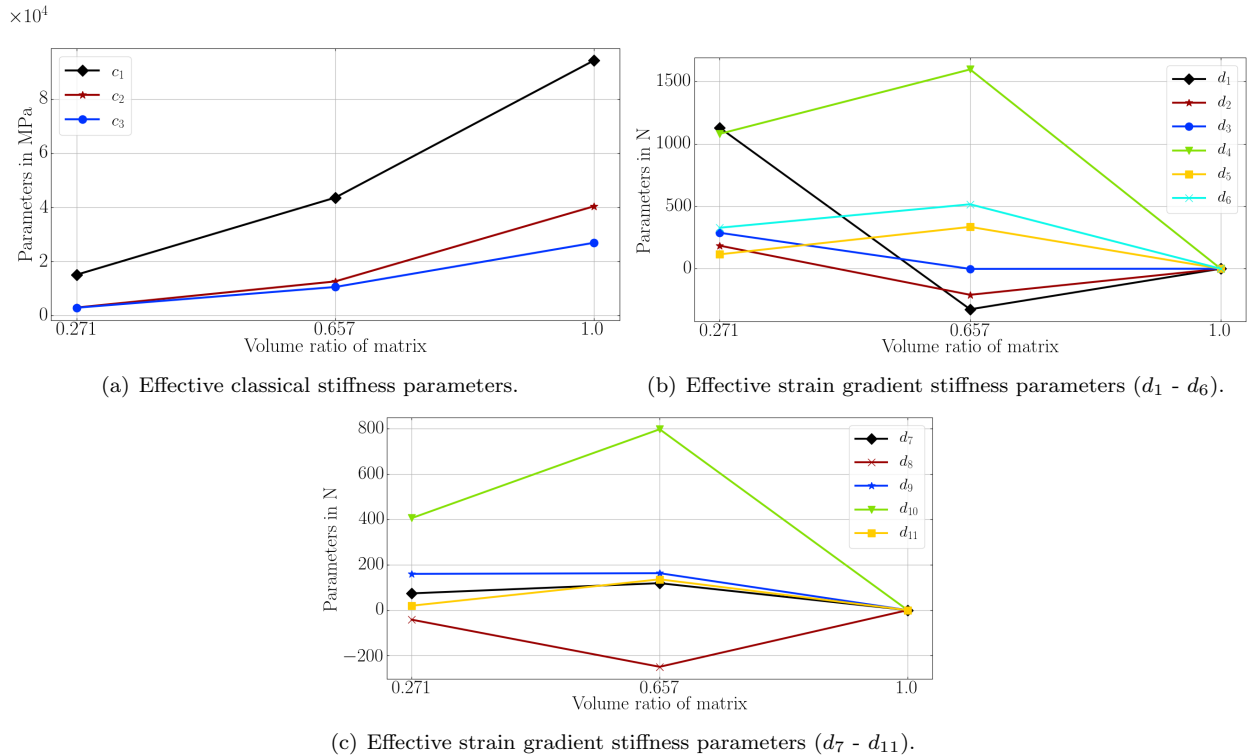 ×10⁴
Parameters in MPa
8
6
4
2
0
c₁
c₂
c₃
0.271
0.657
1.0
Volume ratio of matrix
(a) Effective classical stiffness parameters.
Parameters in N
1500
1000
500
0
d₁
d₂
d₃
d₄
d₅
d₆
0.271
0.657
1.0
Volume ratio of matrix
(b) Effective strain gradient stiffness parameters (d₁ - d₆).
Parameters in N
800
600
400
200
0
−200
d₇
d₈
d₉
d₁₀
d₁₁
0.271
0.657
1.0
Volume ratio of matrix
(c) Effective strain gradient stiffness parameters (d₇ - d₁₁).